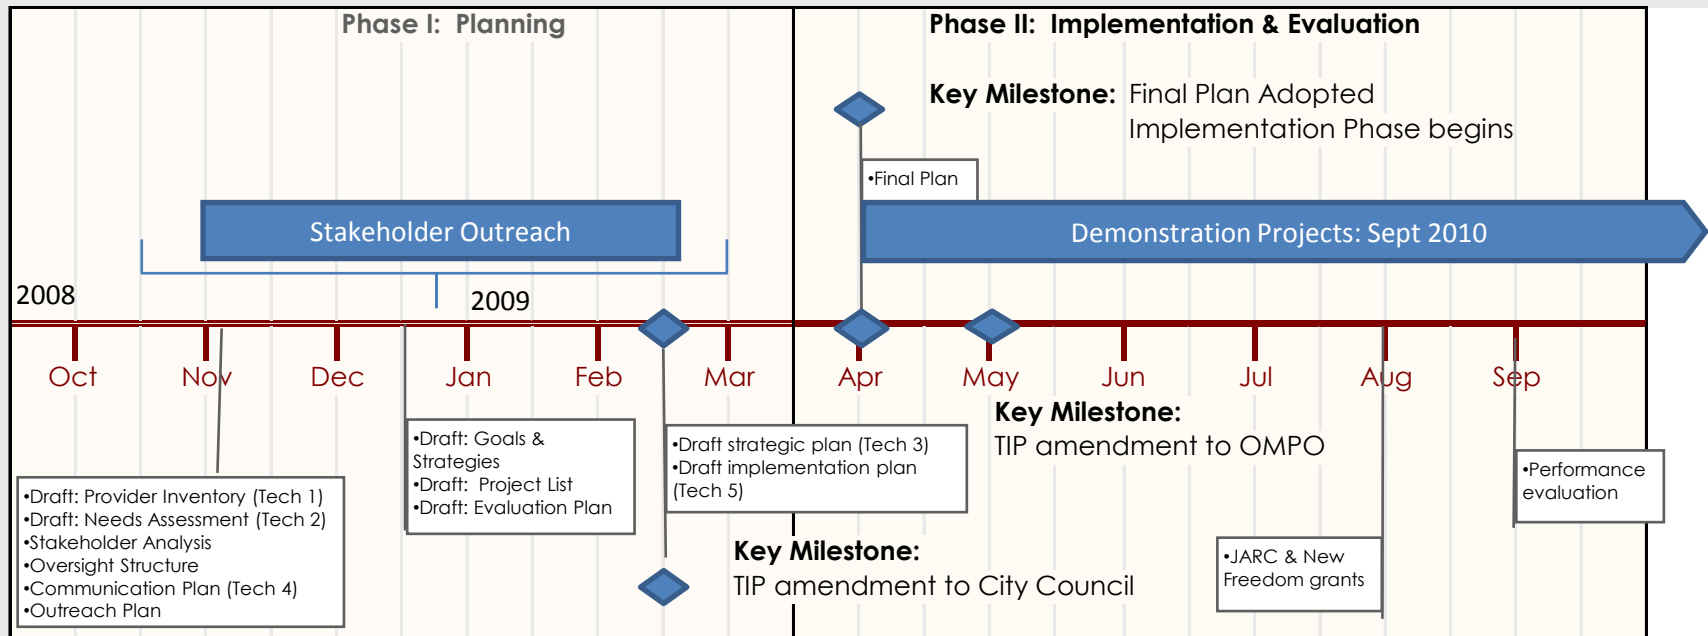 Phase I: Planning
Phase II: Implementation & Evaluation
Key Milestone: Final Plan Adopted
Implementation Phase begins
•Final Plan
Stakeholder Outreach
Demonstration Projects: Sept 2010
2008
2009
Oct
Nov
Dec
Jan
Feb
Mar
Apr
May
Jun
Jul
Aug
Sep
•Draft: Provider Inventory (Tech 1)
•Draft: Needs Assessment (Tech 2)
•Stakeholder Analysis
•Oversight Structure
•Communication Plan (Tech 4)
•Outreach Plan
•Draft: Goals &
Strategies
•Draft: Project List
•Draft: Evaluation Plan
•Draft strategic plan (Tech 3)
•Draft implementation plan
(Tech 5)
Key Milestone:
TIP amendment to City Council
Key Milestone:
TIP amendment to OMPO
•JARC & New
Freedom grants
•Performance
evaluation